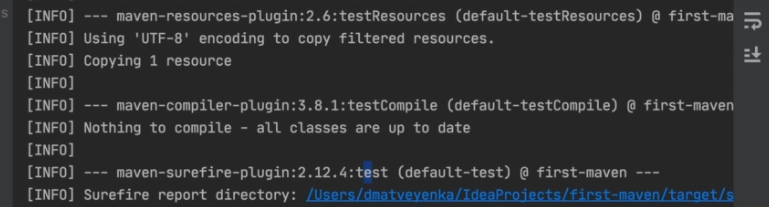 [INFO] --- maven-resources-plugin:2.6:testResources (default-testResources) @ first-ma
[INFO] Using 'UTF-8' encoding to copy filtered resources.
[INFO] Copying 1 resource
[INFO]
[INFO] --- maven-compiler-plugin:3.8.1:testCompile (default-testCompile) @ first-maven
[INFO] Nothing to compile - all classes are up to date
[INFO]
[INFO] --- maven-surefire-plugin:2.12.4:test (default-test) @ first-maven ---
[INFO] Surefire report directory: /Users/dmatveyenka/IdeaProjects/first-maven/target/s